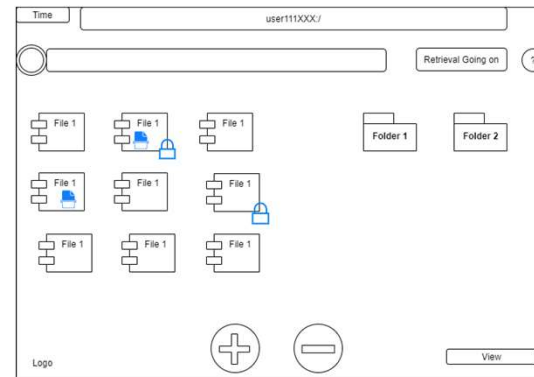 Time
user111XXX:/
Retrieval Going on
?
File 1
File 1
File 1
Folder 1
Folder 2
File 1
File 1
File 1
File 1
File 1
File 1
Logo
View